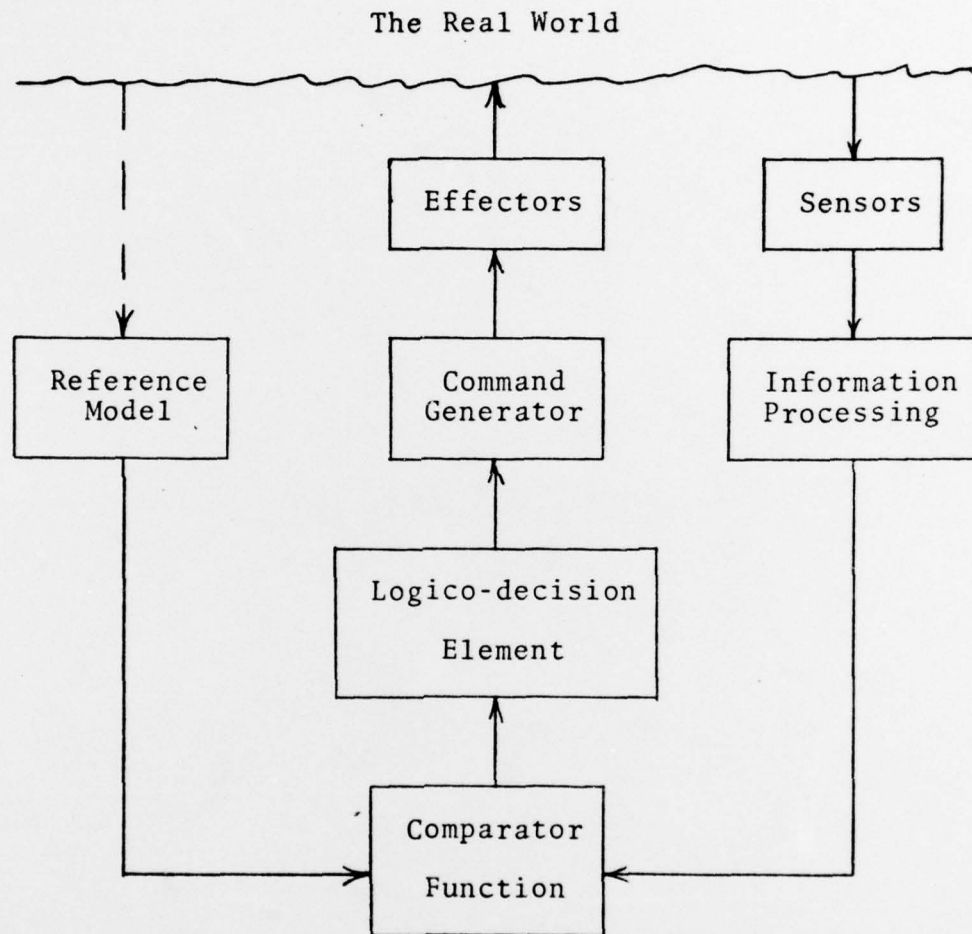 The Real World
Effectors
Sensors
Reference
Model
Command
Generator
Information
Processing
Logico-decision
Element
Comparator
Function